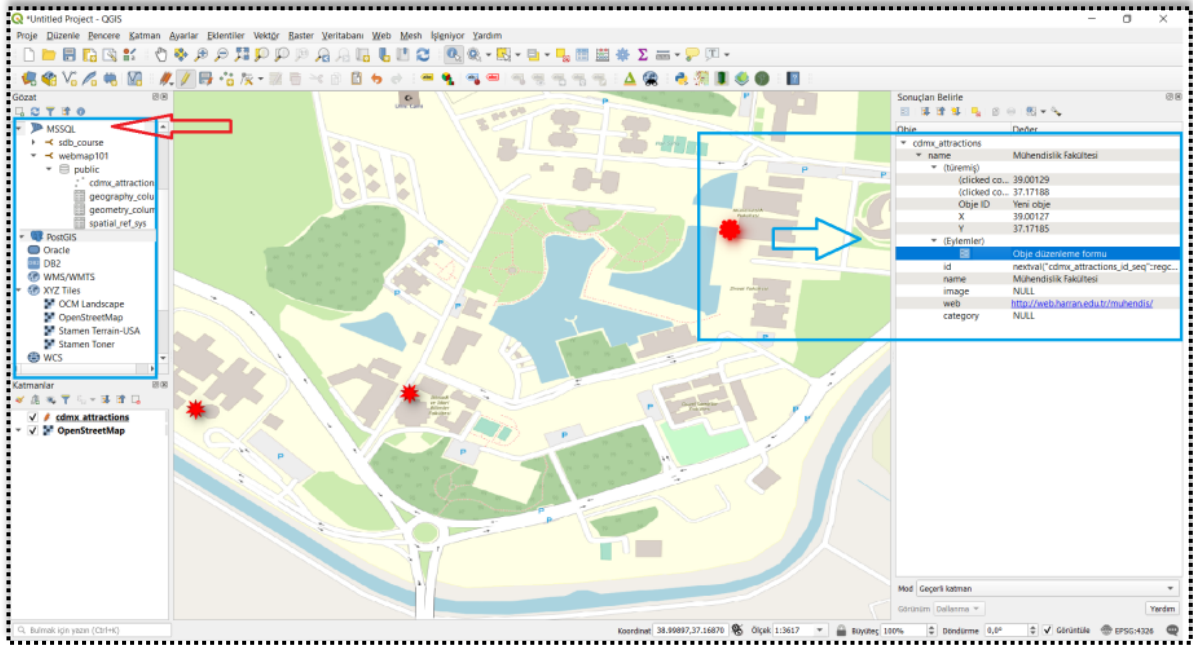 *Untitled Project - QGIS
Proje Düzenle Pencere Katman Ayarlar Eklentiler Vektör Raster Veritabanı Web Mesh İşleniyor Yardım
Gözat
MSSQL
sdb_course
webmap101
public
cdmx_attraction
geography_colu
geometry_colum
spatial_ref_sys
PostGIS
Oracle
DB2
WMS/WMTS
XYZ Tiles
OCM Landscape
OpenStreetMap
Stamen Terrain-USA
Stamen Toner
WCS
Katmanlar
cdmx_attractions
OpenStreetMap
P
P
P
P
P
P
P
P
P
P
P
Sonuçları Belirle
Obje Değer
cdmx_attractions
name Mühendislik Fakültesi
(türemiş)
(clicked co... 39.00129
(clicked co... 37.17188
Obje ID Yeni obje
X 39.00127
Y 37.17185
(Eylemler)
Obje düzenleme formu
id nextval("cdmx_attractions_id_seq"::regc...
name Mühendislik Fakültesi
image NULL
web http://web.harran.edu.tr/muhendis/
category NULL
Mod Geçerli katman
Görünüm Dallanma Yardım
Bulmak için yazın (Ctrl+K) Koordinat 38.99897,37.16870 Ölçek 1:3617 Büyüteç 100% Döndürme 0,0° Görüntüle EPSG:4326